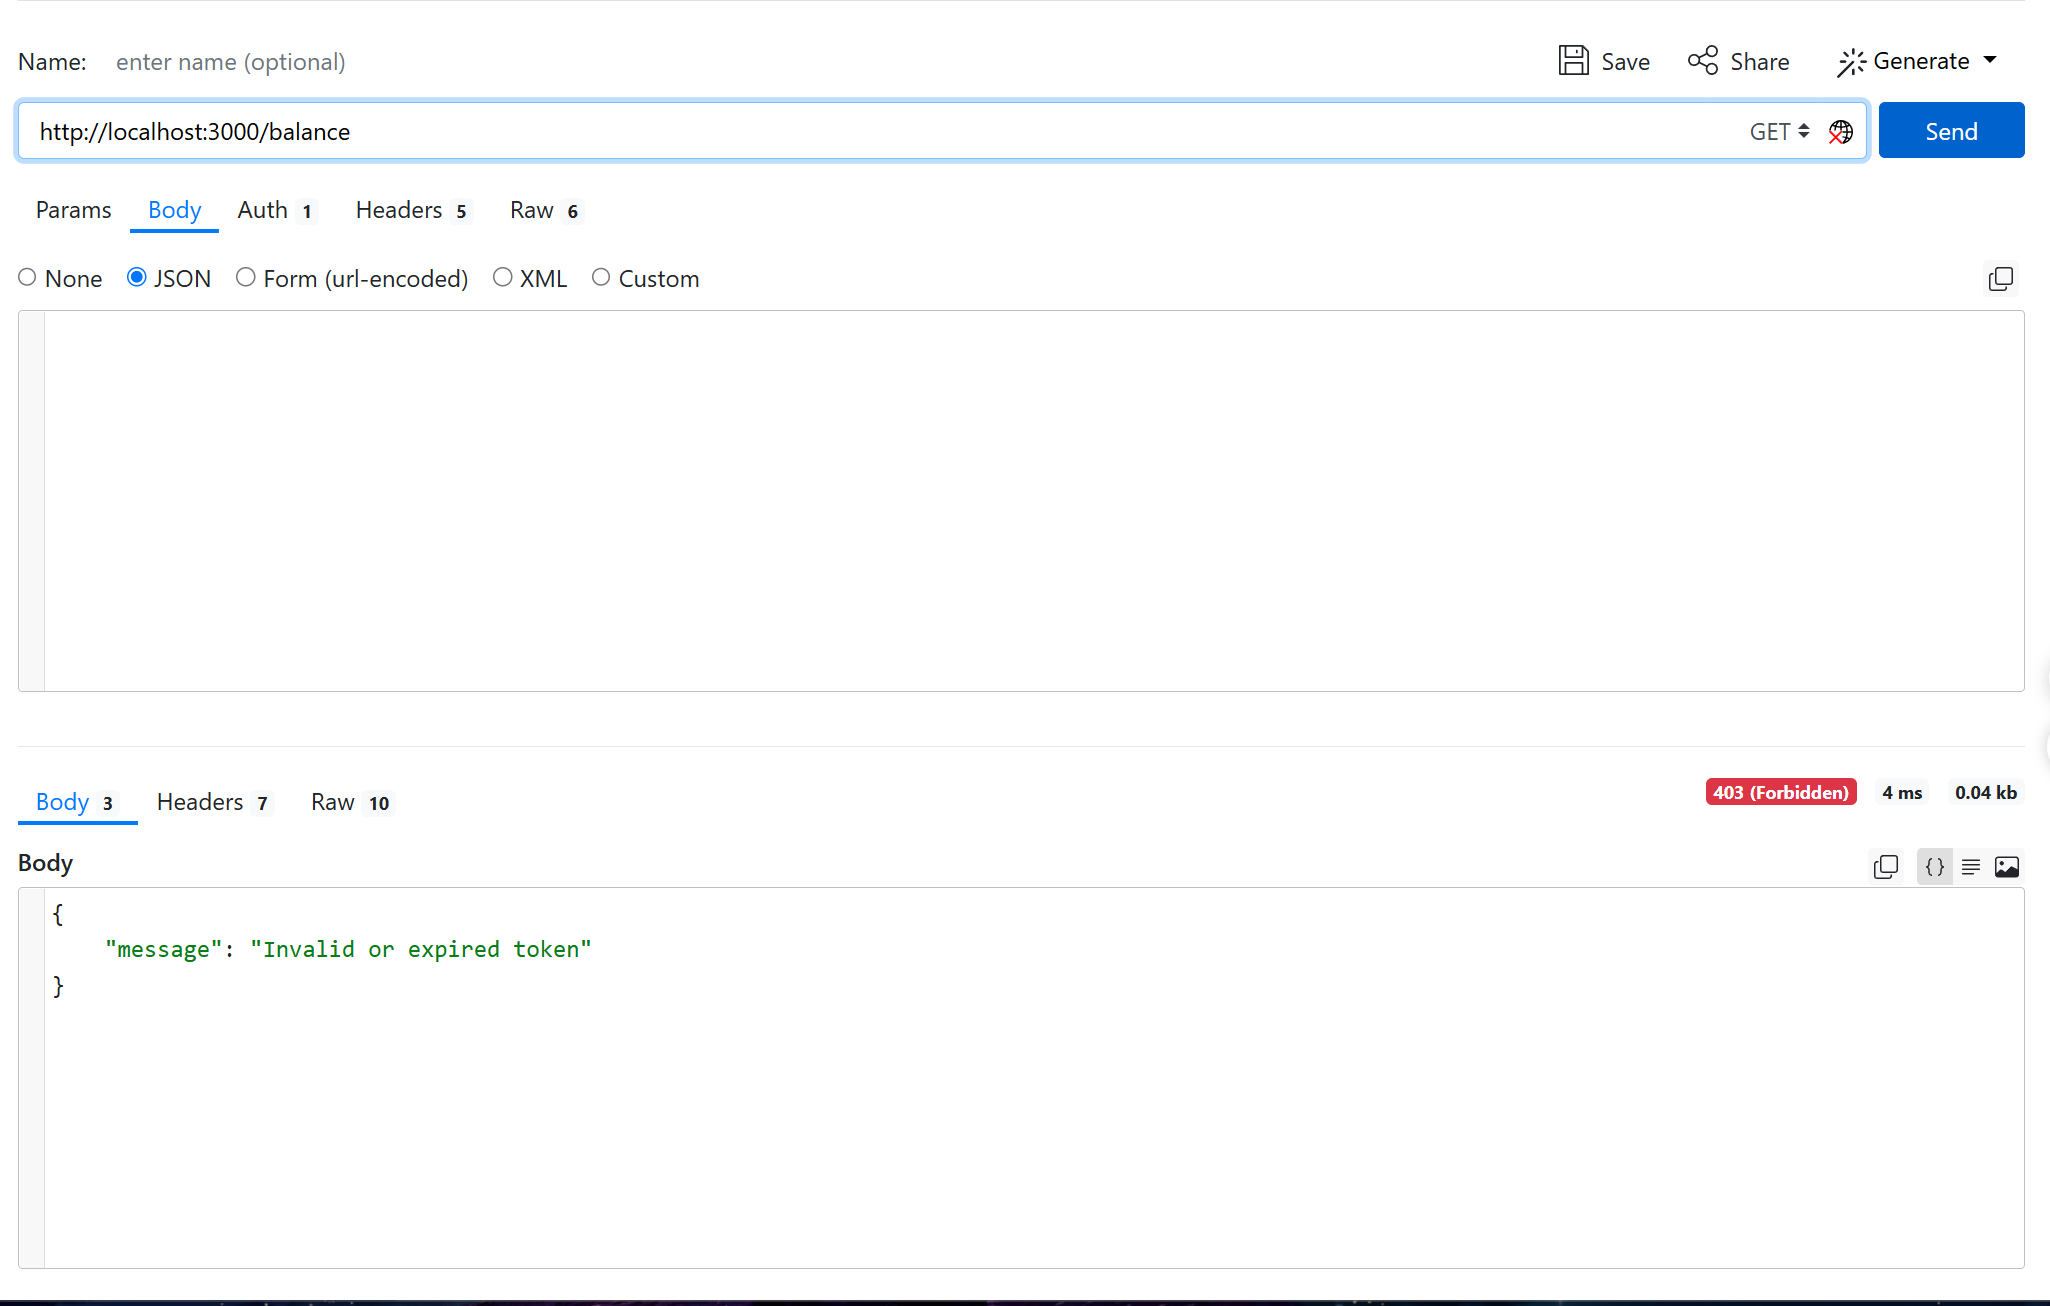 Name: enter name (optional) Save Share Generate
http://localhost:3000/balance GET Send
Params Body Auth 1 Headers 5 Raw 6
None JSON Form (url-encoded) XML Custom
Body 3 Headers 7 Raw 10 403 (Forbidden) 4 ms 0.04 kb
Body {}
{
"message": "Invalid or expired token"
}